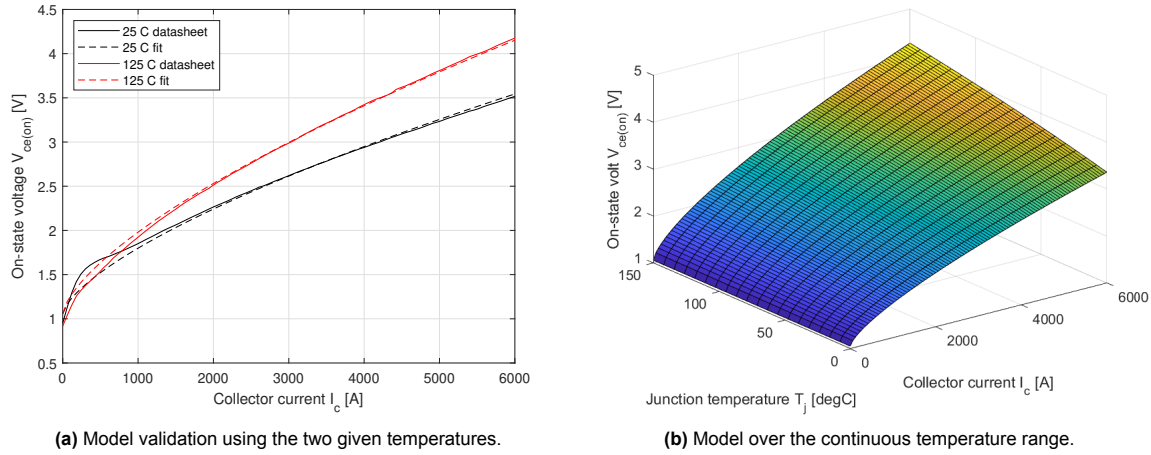 4.5
4
3.5
3
2.5
2
1.5
1
0.5
On-state voltage V_ce(on) [V]
25 C datasheet
25 C fit
125 C datasheet
125 C fit
0 1000 2000 3000 4000 5000 6000
Collector current I_c [A]
(a) Model validation using the two given temperatures.
5
4
3
2
1
On-state volt V_ce(on) [V]
150
100
50
0
0
2000
4000
6000
Junction temperature T_j [degC]
Collector current I_c [A]
(b) Model over the continuous temperature range.